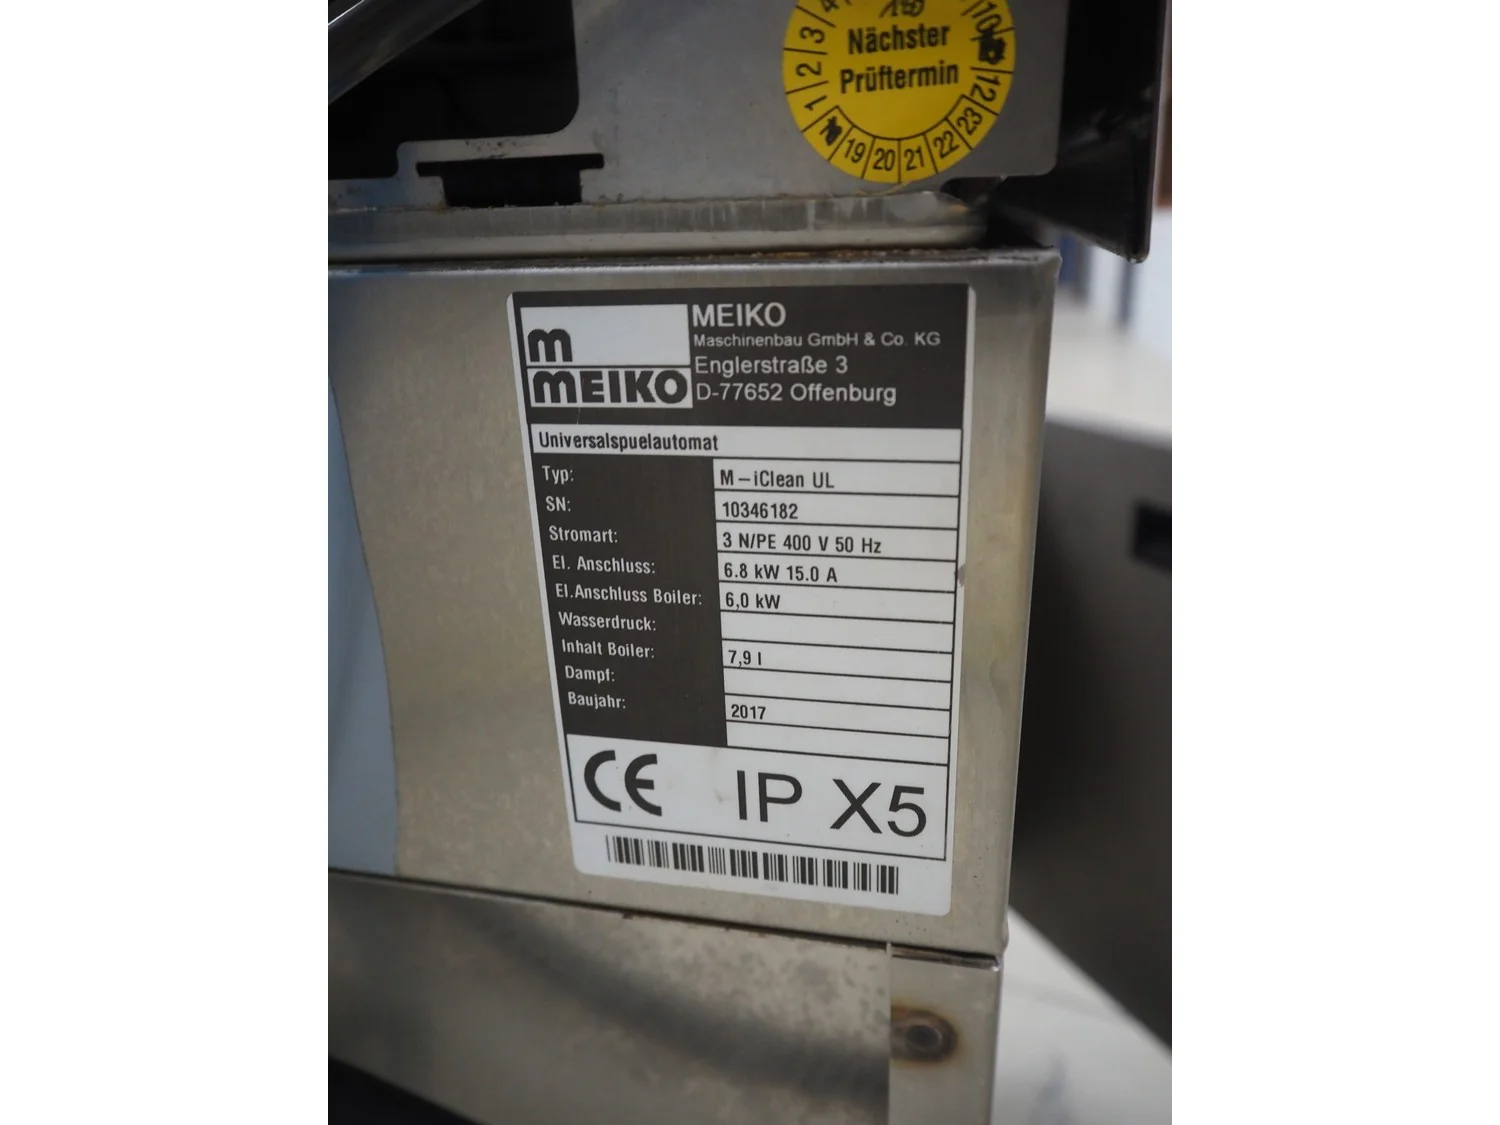 Nächster
Prüftermin
1 2 3 4 10 12
19 20 21 22 23
m
MEIKO
MEIKO
Maschinenbau GmbH & Co. KG
Englerstraße 3
D-77652 Offenburg
Universalspuelautomat
Typ: M-iClean UL
SN: 10346182
Stromart: 3 N/PE 400 V 50 Hz
El. Anschluss: 6.8 kW 15.0 A
El.Anschluss Boiler: 6,0 kW
Wasserdruck:
Inhalt Boiler: 7,9 l
Dampf:
Baujahr: 2017
CE IP X5